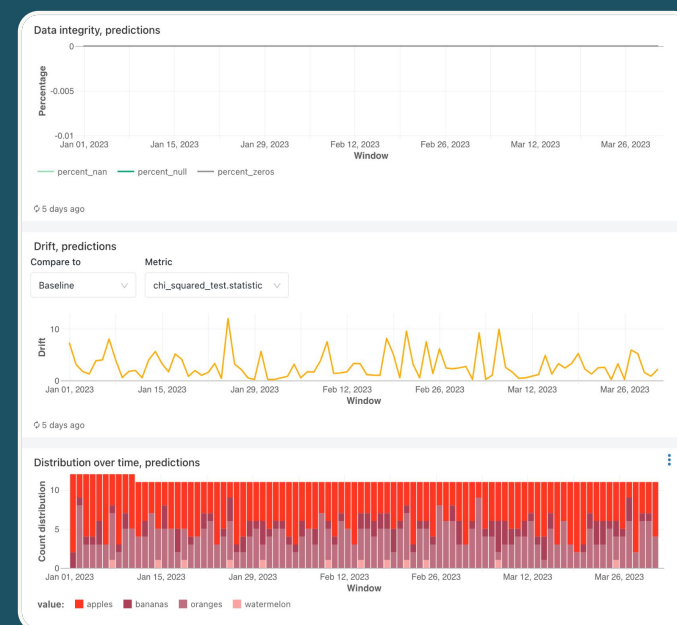 Data integrity, predictions
0
-0.005
-0.01
Percentage
Jan 01, 2023 Jan 15, 2023 Jan 29, 2023 Feb 12, 2023 Feb 26, 2023 Mar 12, 2023 Mar 26, 2023
Window
percent_nan percent_null percent_zeros
5 days ago
Drift, predictions
Compare to Metric
Baseline chi_squared_test.statistic
10
0
Drift
Jan 01, 2023 Jan 15, 2023 Jan 29, 2023 Feb 12, 2023 Feb 26, 2023 Mar 12, 2023 Mar 26, 2023
Window
5 days ago
Distribution over time, predictions
10
5
0
Count distribution
Jan 01, 2023 Jan 15, 2023 Jan 29, 2023 Feb 12, 2023 Feb 26, 2023 Mar 12, 2023 Mar 26, 2023
Window
value: apples bananas oranges watermelon